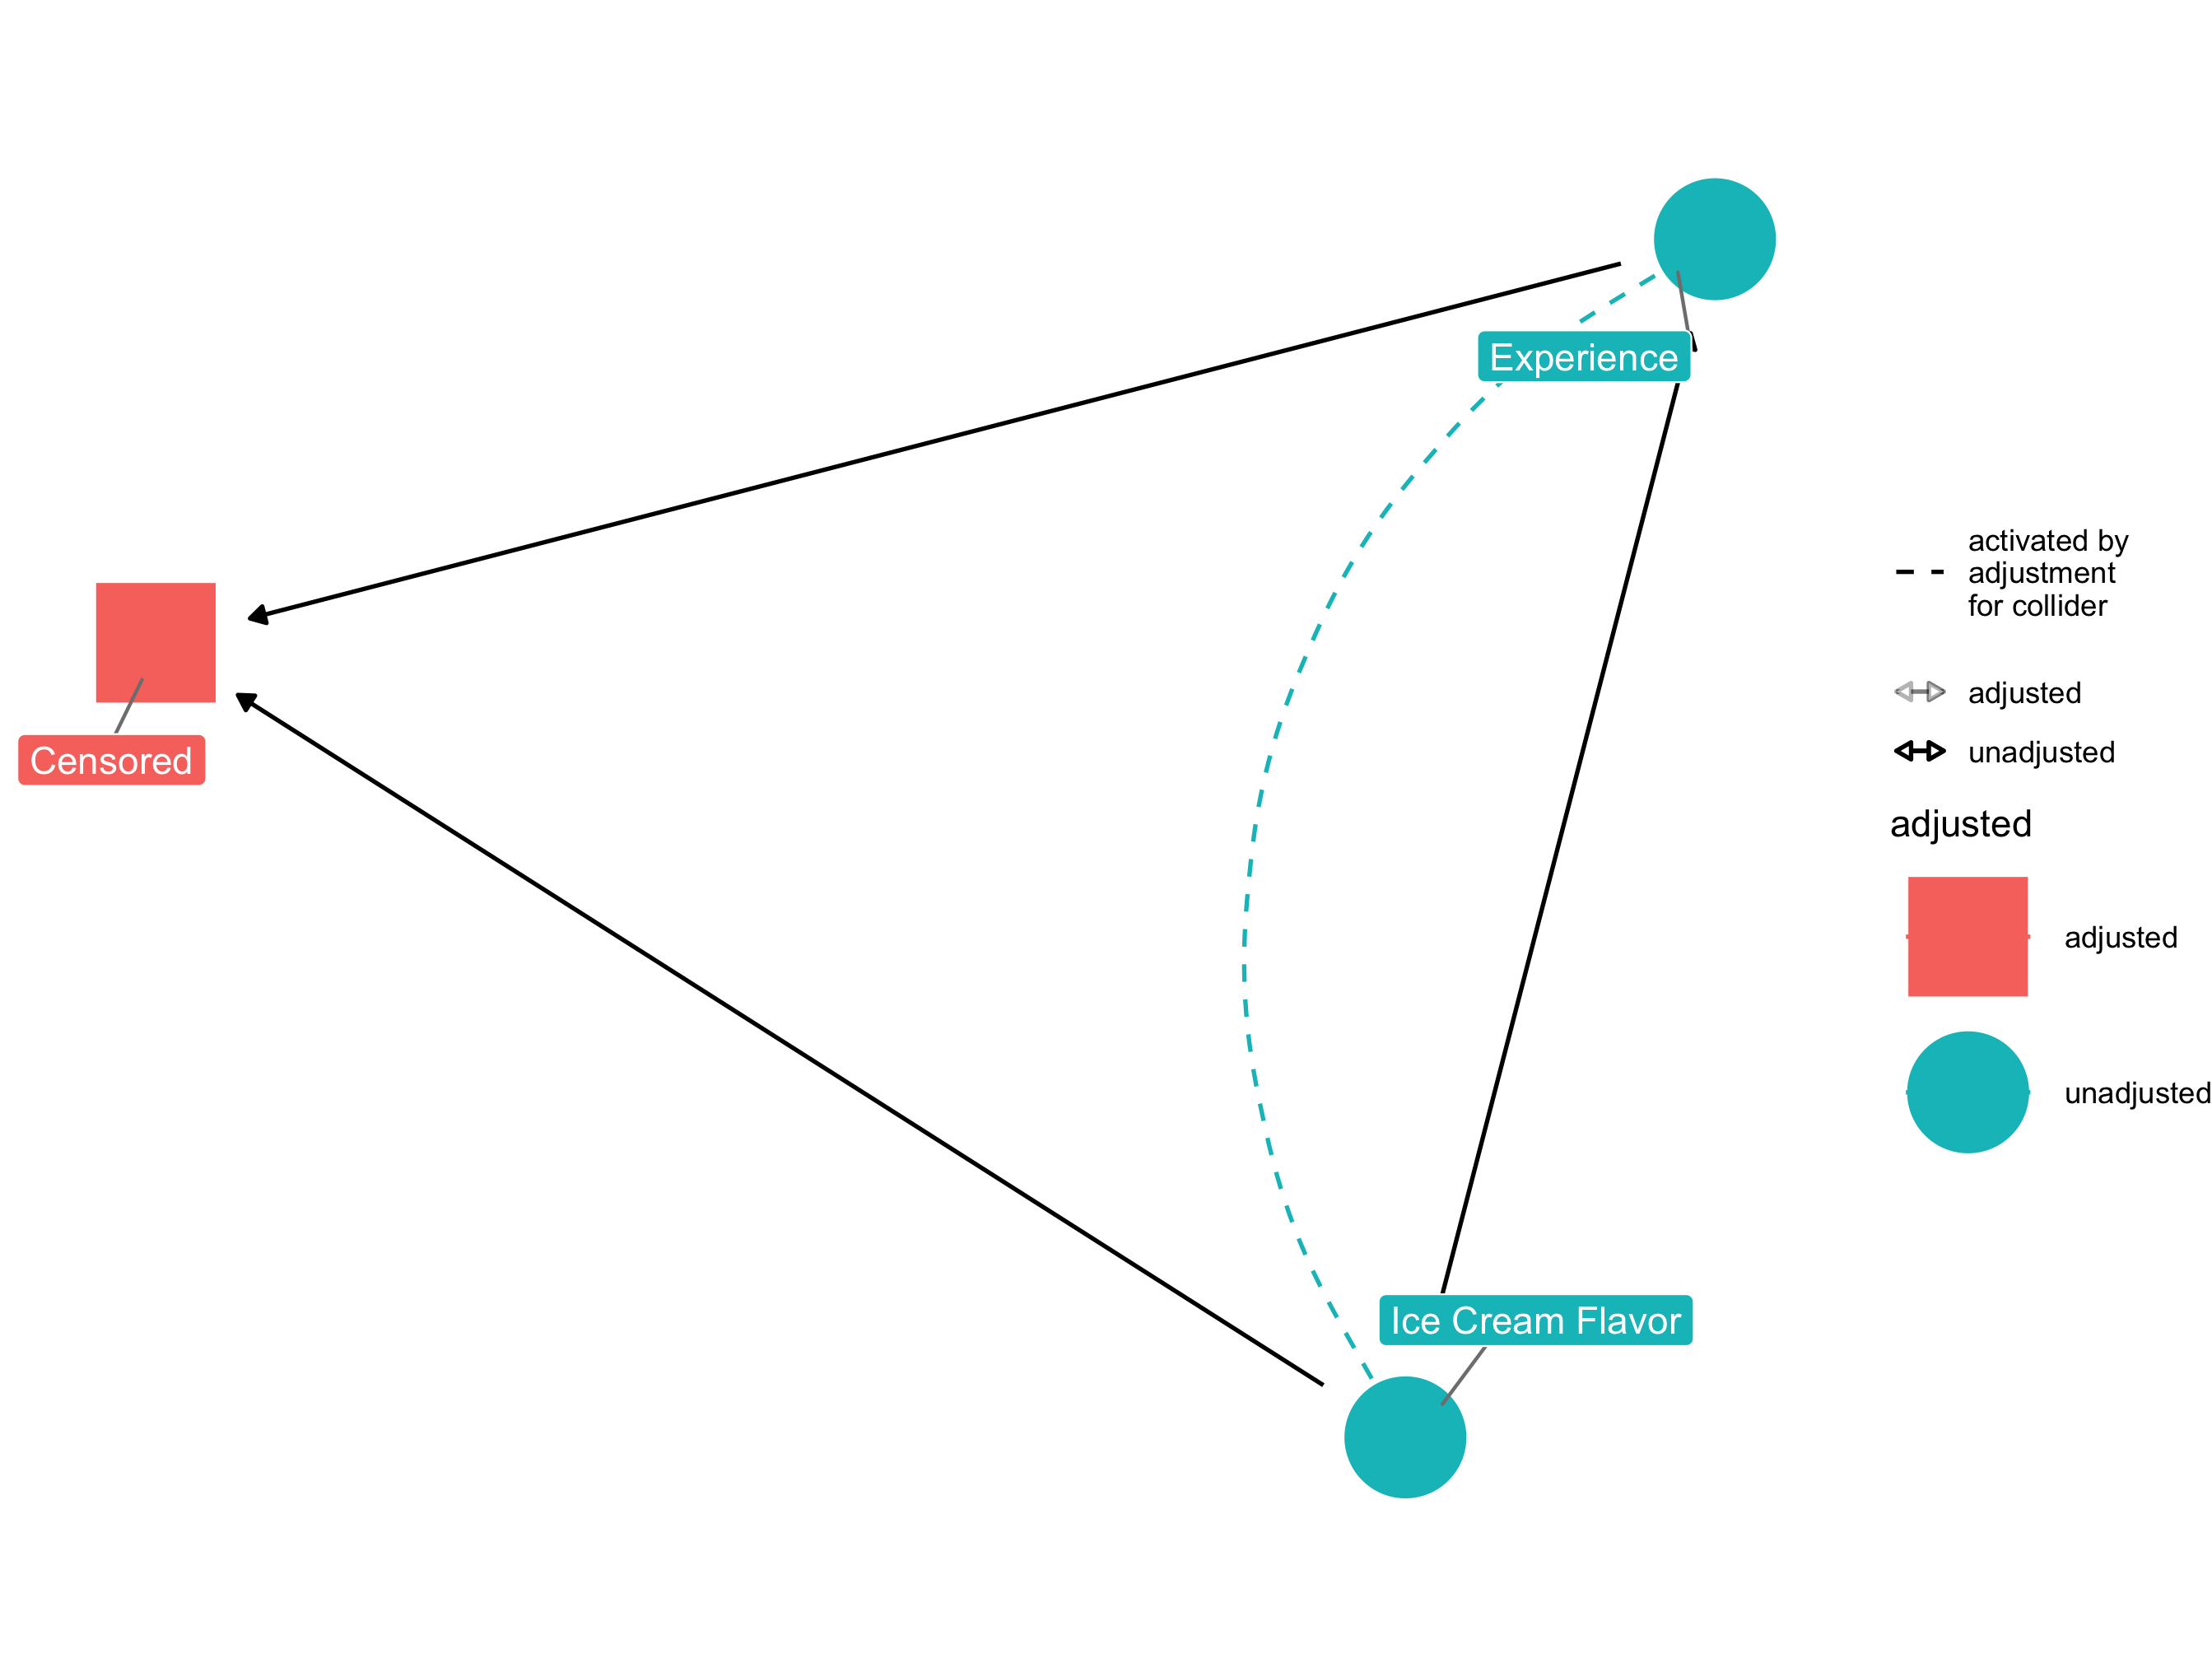 Experience
Censored
Ice Cream Flavor
activated by
adjustment
for collider
adjusted
unadjusted
adjusted
adjusted
unadjusted